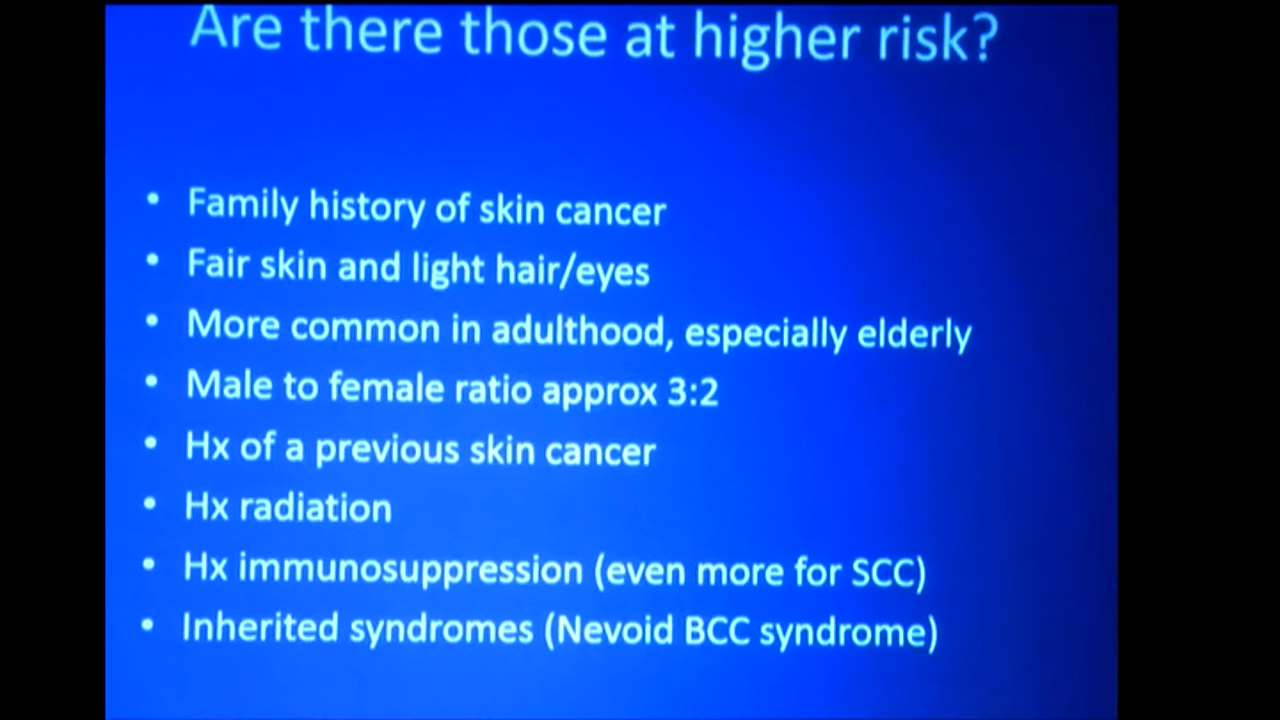 Are there those at higher risk?
• Family history of skin cancer
• Fair skin and light hair/eyes
• More common in adulthood, especially elderly
• Male to female ratio approx 3:2
• Hx of a previous skin cancer
• Hx radiation
• Hx immunosuppression (even more for SCC)
• Inherited syndromes (Nevoid BCC syndrome)